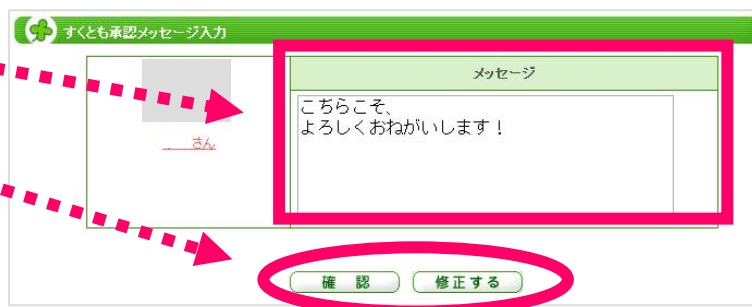 すくとも承認メッセージ入力
メッセージ
こちらこそ、
よろしくおねがいします！
さん
確 認
修正する